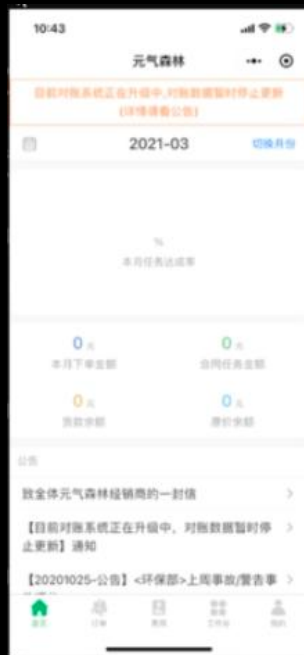 10:43
元气森林
目前对账系统正在升级中,对账数据暂时停止更新
(详情请看公告)
2021-03
切换月份
%
本月任务达成率
0 元
0 元
本月下单金额
合同任务金额
0 元
0 元
货款余额
折价余额
公告
致全体元气森林经销商的一封信
【目前对账系统正在升级中，对账数据暂时停
止更新】通知
【20201025-公告】<环保部>上周事故/警告事
首页
订单
工作台
我的